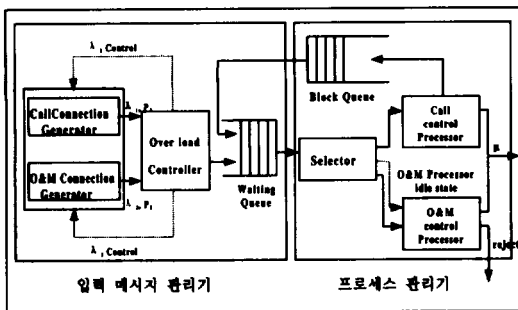 λ, Control
CallConnection
Generator
O&M Connection
Generator
Over load
Controller
λ, Control
Waiting
Queue
입력 메시지 관리기
Block Queue
Selector
Call
control
Processor
O&M Processor
idle state
O&M
control
Processor
μ
reject
프로세스 관리기